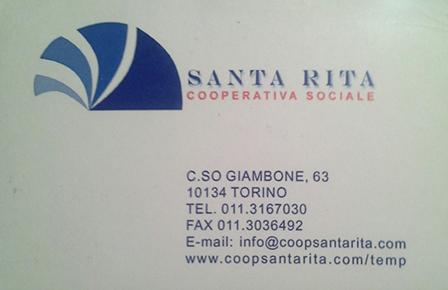 SANTA RITA
COOPERATIVA SOCIALE
C.SO GIAMBONE, 63
10134 TORINO
TEL. 011.3167030
FAX 011.3036492
E-mail: info@coopsantarita.com
www.coopsantarita.com/temp